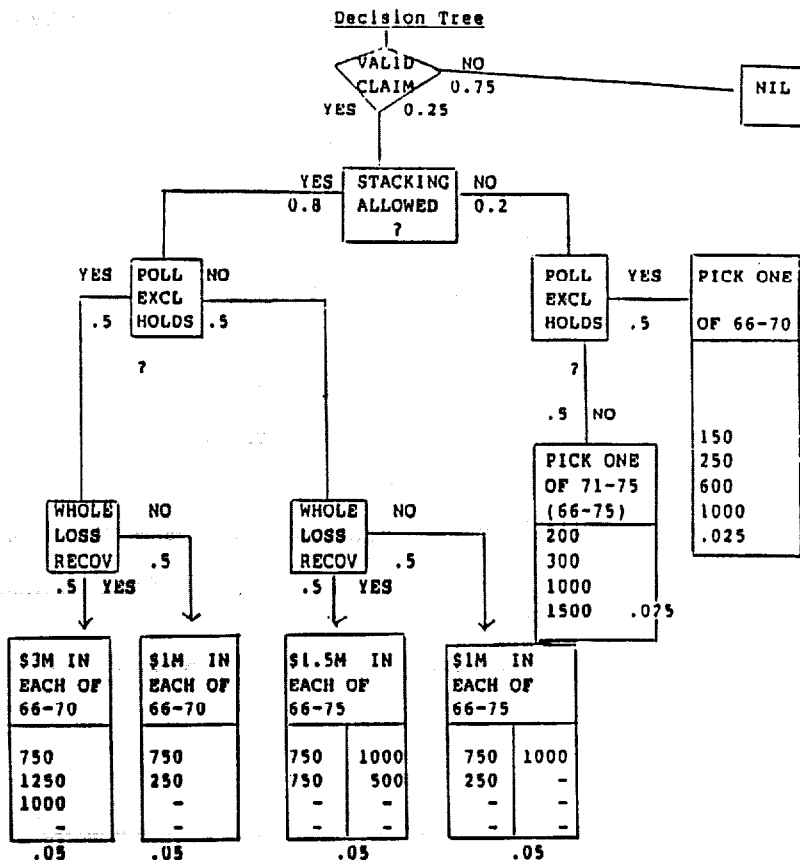 Decision Tree
VALID NO
CLAIM 0.75
YES 0.25
NIL
YES STACKING NO
0.8 ALLOWED 0.2
?
YES POLL NO
EXCL
.5 HOLDS .5
?
POLL YES
EXCL
HOLDS .5
?
.5 NO
PICK ONE
OF 66-70
150
250
600
1000
.025
PICK ONE
OF 71-75
(66-75)
200
300
1000
1500 .025
WHOLE NO
LOSS
RECOV .5
.5 YES
WHOLE NO
LOSS
RECOV .5
.5 YES
$3M IN
EACH OF
66-70
750
1250
1000
-
.05
$1M IN
EACH OF
66-70
750
250
-
-
.05
$1.5M IN
EACH OF
66-75
750 1000
750 500
- -
- -
.05
$1M IN
EACH OF
66-75
750 1000
250 -
- -
- -
.05